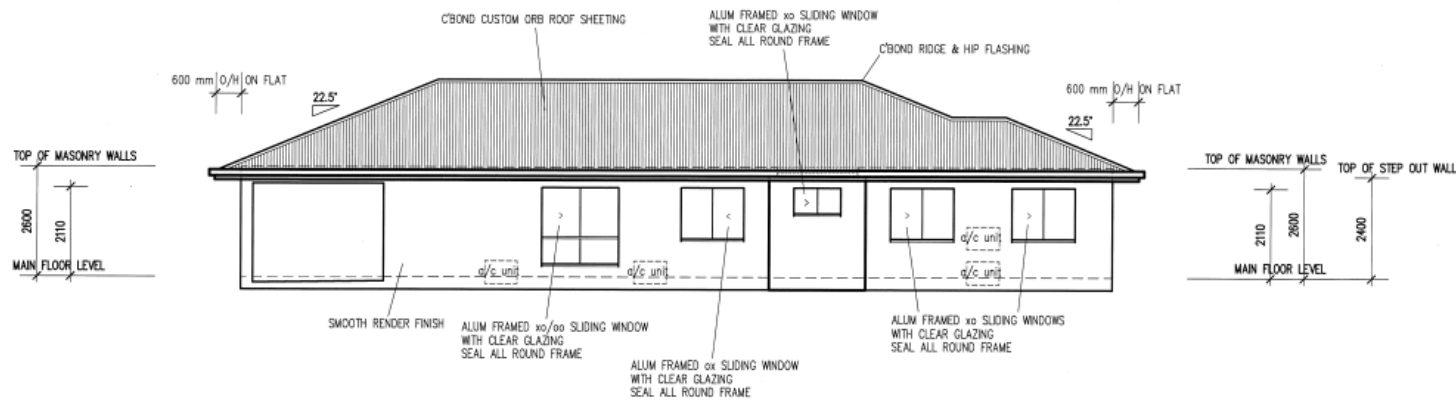 C'BOND CUSTOM ORB ROOF SHEETING
ALUM FRAMED xo SLIDING WINDOW
WITH CLEAR GLAZING
SEAL ALL ROUND FRAME
C'BOND RIDGE & HIP FLASHING
600 mm O/H ON FLAT
22.5°
600 mm O/H ON FLAT
22.5°
TOP OF MASONRY WALLS
2600
2110
MAIN FLOOR LEVEL
TOP OF MASONRY WALLS
TOP OF STEP OUT WALL
2110
2600
2400
MAIN FLOOR LEVEL
a/c unit
a/c unit
a/c unit
a/c unit
SMOOTH RENDER FINISH
ALUM FRAMED xo/oo SLIDING WINDOW
WITH CLEAR GLAZING
SEAL ALL ROUND FRAME
ALUM FRAMED ox SLIDING WINDOW
WITH CLEAR GLAZING
SEAL ALL ROUND FRAME
ALUM FRAMED xo SLIDING WINDOWS
WITH CLEAR GLAZING
SEAL ALL ROUND FRAME